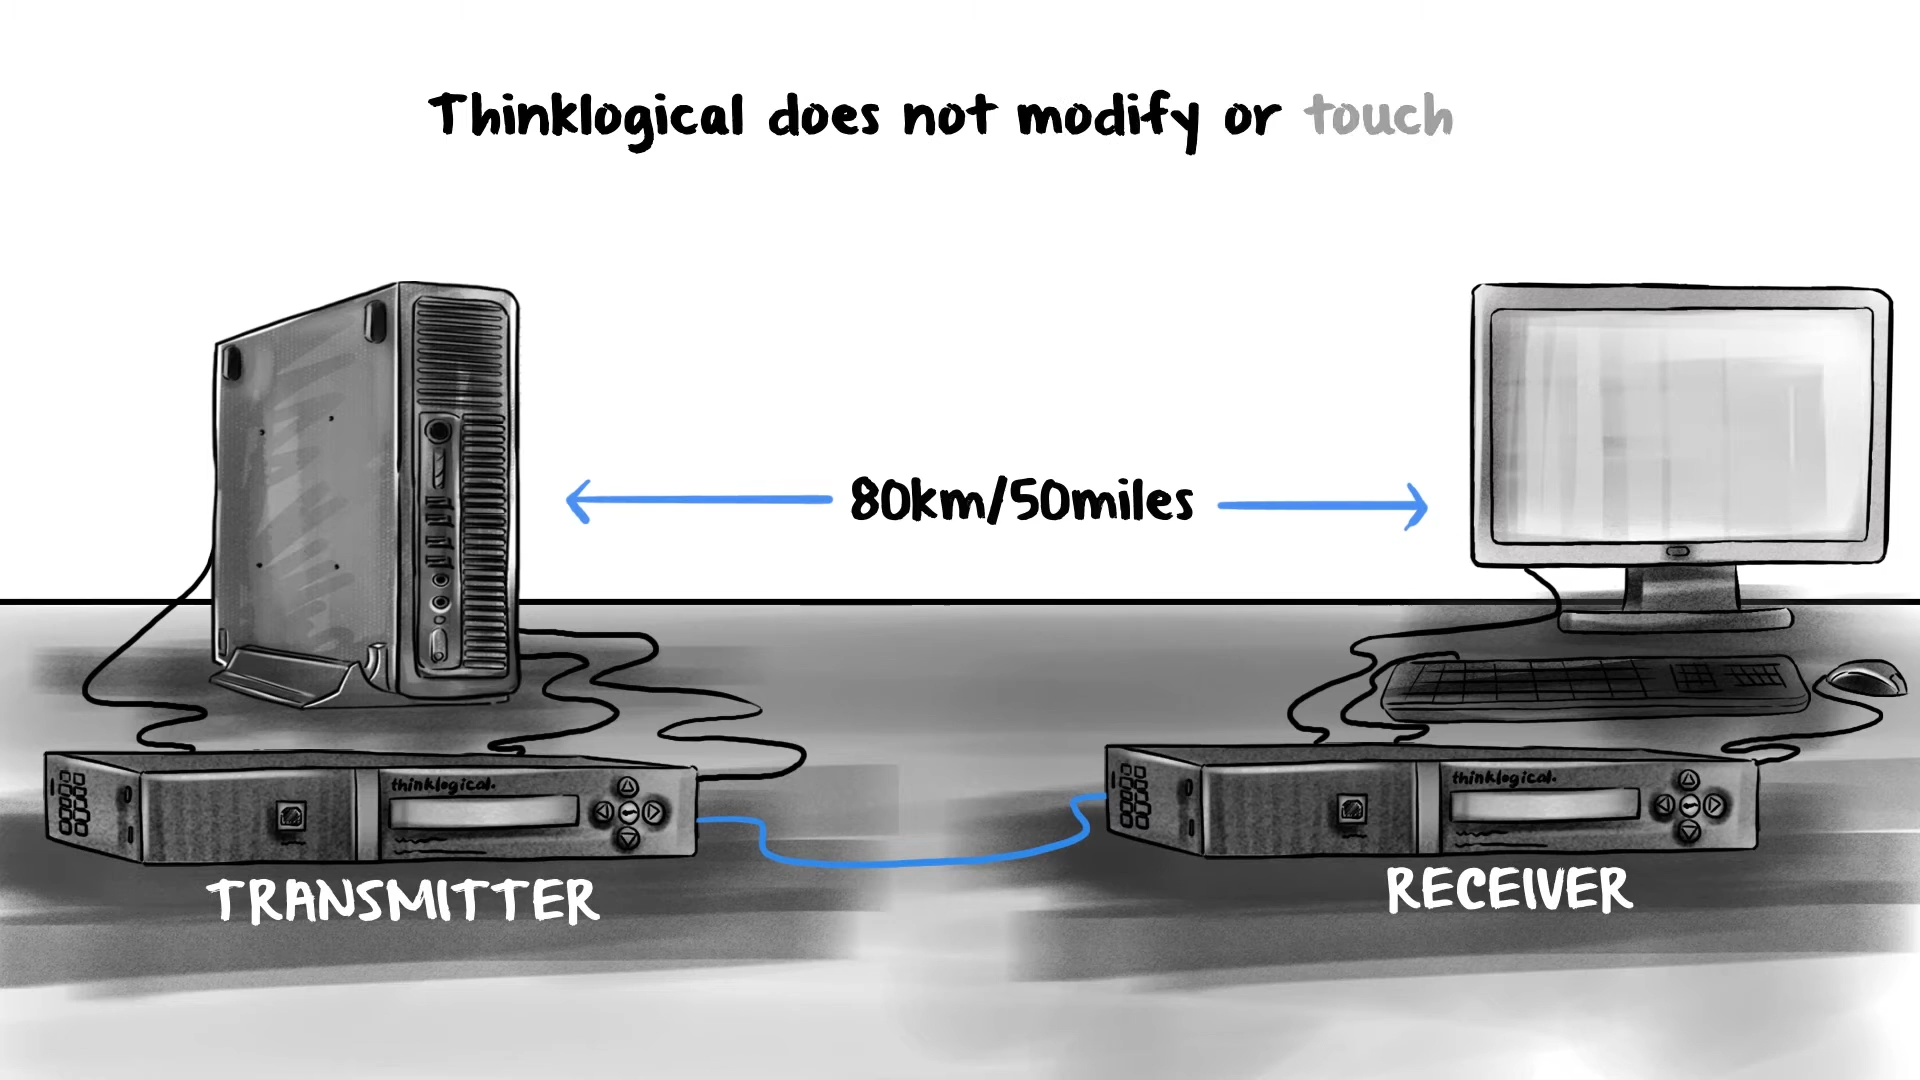 Thinklogical does not modify or touch
80km/50miles
thinklogical.
thinklogical.
TRANSMITTER
RECEIVER